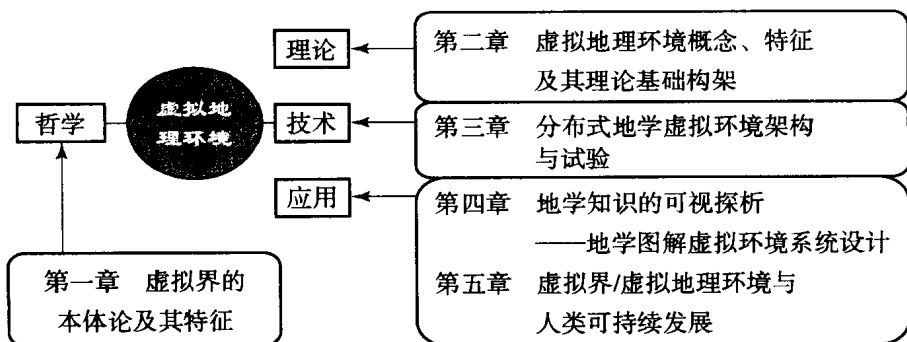 理论
第二章 虚拟地理环境概念、特征
及其理论基础构架
哲学
虚拟地
理环境
技术
第三章 分布式地学虚拟环境架构
与试验
应用
第四章 地学知识的可视探析
——地学图解虚拟环境系统设计
第五章 虚拟界/虚拟地理环境与
人类可持续发展
第一章 虚拟界的
本体论及其特征